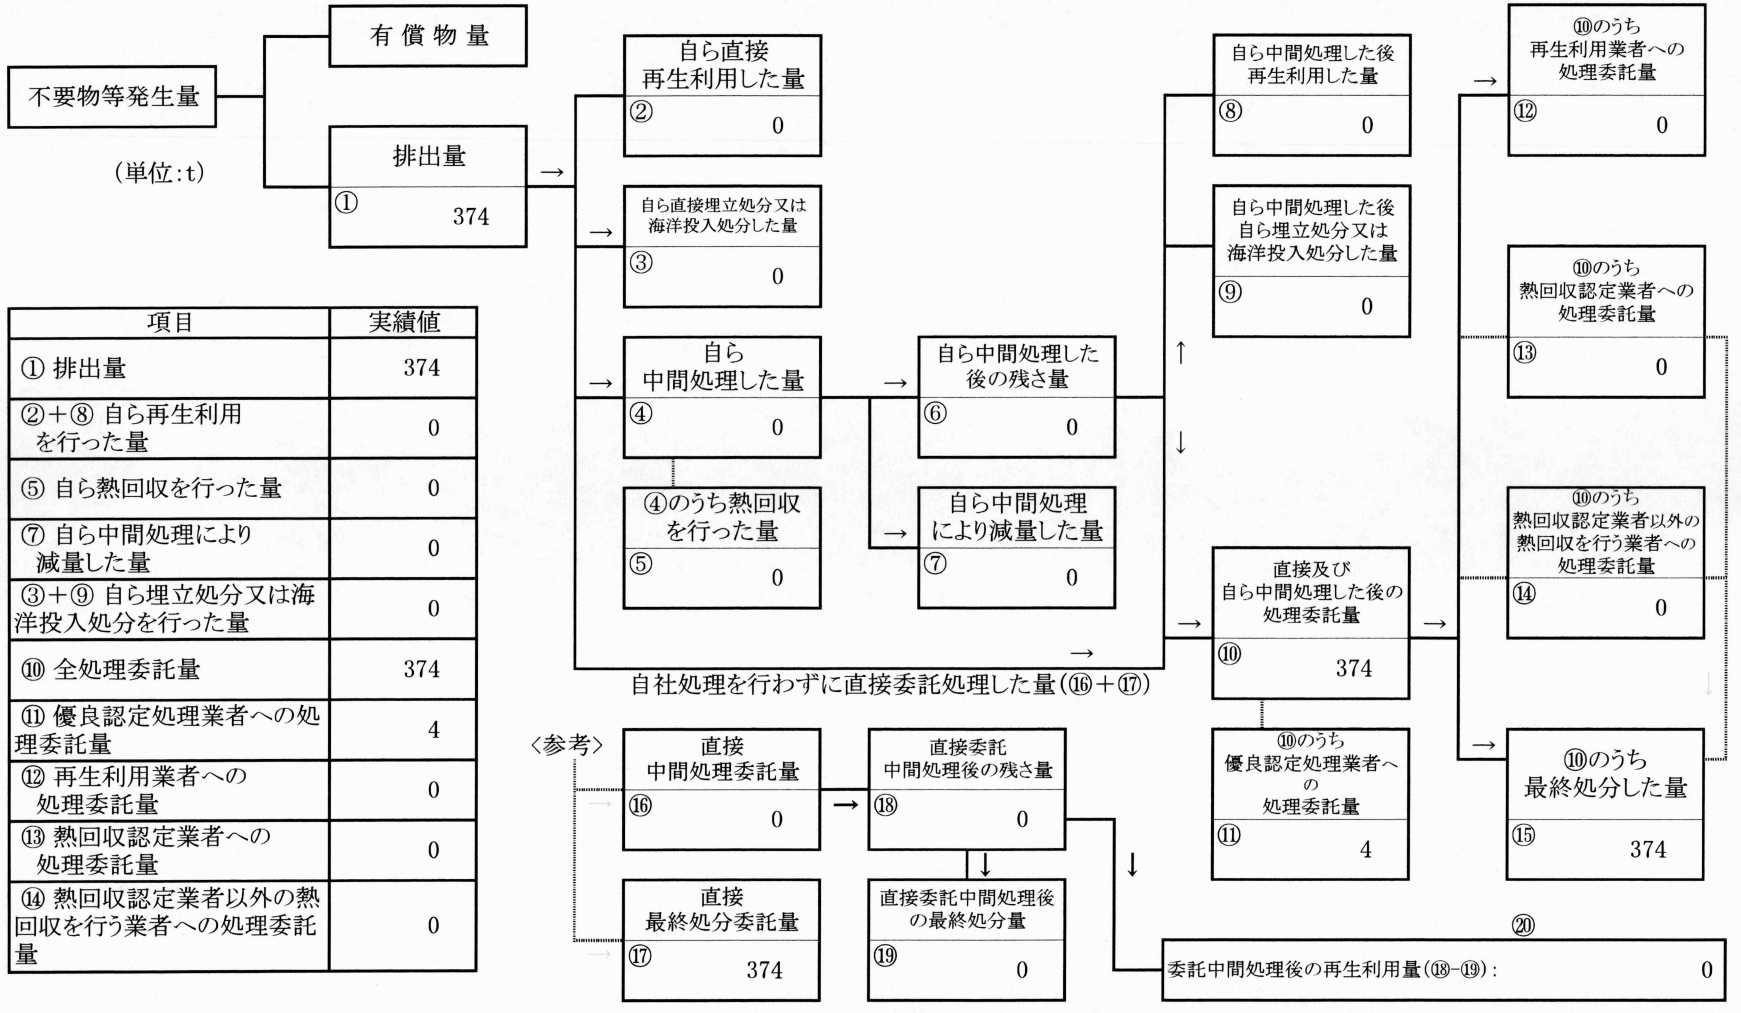 不要物等発生量
(単位:t)
有償物量
排出量
①
374
→
自ら直接
再生利用した量
②
0
→
自ら直接埋立処分又は
海洋投入処分した量
③
0
→
自ら
中間処理した量
④
0
④のうち熱回収
を行った量
⑤
0
→
自ら中間処理した
後の残さ量
⑥
0
→
自ら中間処理
により減量した量
⑦
0
自ら中間処理した後
再生利用した量
⑧
0
自ら中間処理した後
自ら埋立処分又は
海洋投入処分した量
⑨
0
↑
↓
→
自社処理を行わずに直接委託処理した量(⑯+⑰)
→
直接及び
自ら中間処理した後の
処理委託量
⑩
374
→
⑩のうち
優良認定処理業者へ
の
処理委託量
⑪
4
→
⑩のうち
再生利用業者への
処理委託量
⑫
0
⑩のうち
熱回収認定業者への
処理委託量
⑬
0
⑩のうち
熱回収認定業者以外の
熱回収を行う業者への
処理委託量
⑭
0
↓
→
⑩のうち
最終処分した量
⑮
374
項目 実績値
① 排出量 374
②+⑧ 自ら再生利用
を行った量 0
⑤ 自ら熱回収を行った量 0
⑦ 自ら中間処理により
減量した量 0
③+⑨ 自ら埋立処分又は海
洋投入処分を行った量 0
⑩ 全処理委託量 374
⑪ 優良認定処理業者への処
理委託量 4
⑫ 再生利用業者への
処理委託量 0
⑬ 熱回収認定業者への
処理委託量 0
⑭ 熱回収認定業者以外の熱
回収を行う業者への処理委託
量 0
〈参考〉
→
直接
中間処理委託量
⑯
0
→
直接委託
中間処理後の残さ量
⑱
0
→
直接
最終処分委託量
⑰
374
↓
直接委託中間処理後
の最終処分量
⑲
0
↓
⑳
委託中間処理後の再生利用量(⑱-⑲): 0